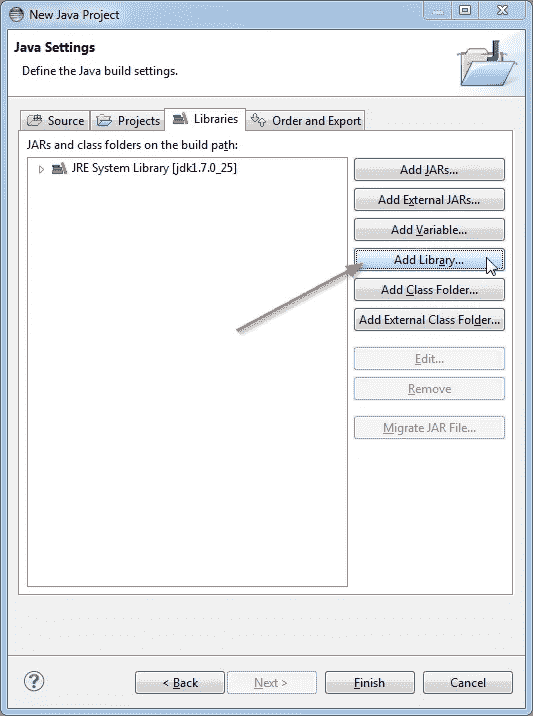 New Java Project
Java Settings
Define the Java build settings.
Source Projects Libraries Order and Export
JARs and class folders on the build path:
JRE System Library [jdk1.7.0_25]
Add JARs...
Add External JARs...
Add Variable...
Add Library...
Add Class Folder...
Add External Class Folder...
Edit...
Remove
Migrate JAR File...
? < Back Next > Finish Cancel